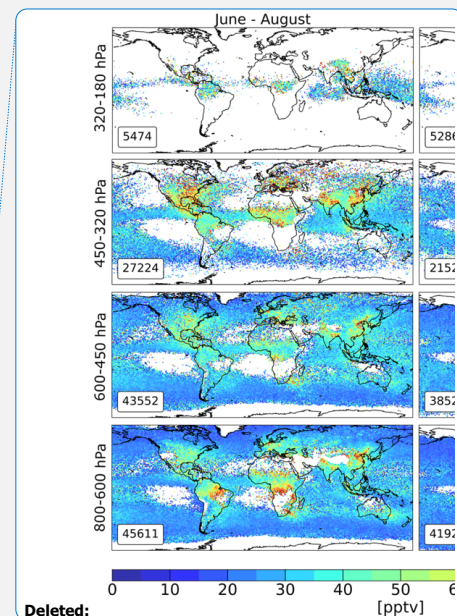 June - August
320-180 hPa
5474
5286
450-320 hPa
27224
2152
600-450 hPa
43552
3852
800-600 hPa
45611
4192
0 10 20 30 40 50 6
[pptv]
Deleted: